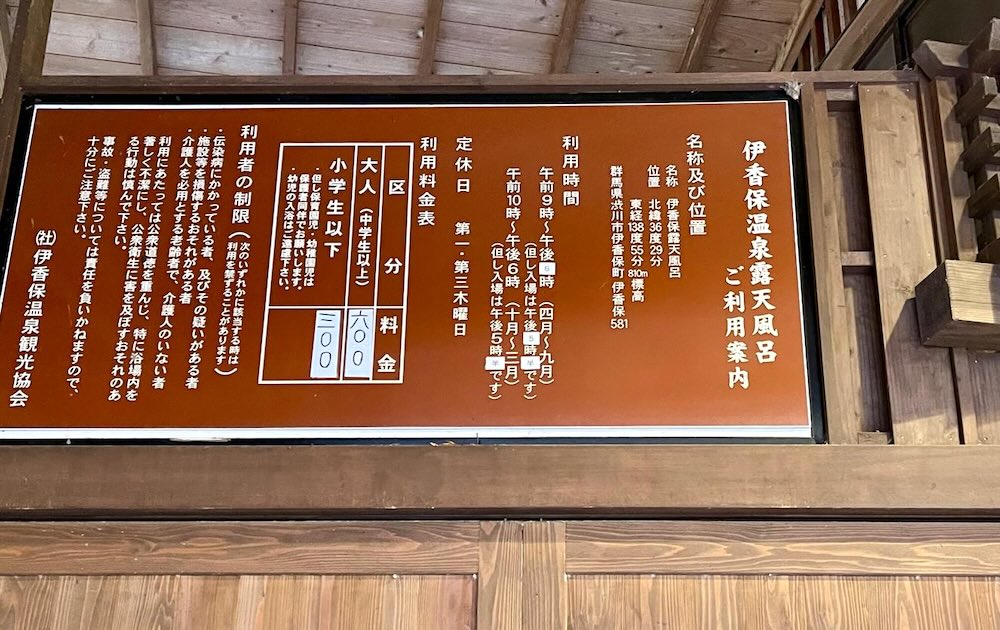 伊香保温泉露天風呂
ご利用案内
名称及び位置
名称 伊香保露天風呂
位置 北緯36度29分
東経138度55分 810m標高
群馬県渋川市伊香保町伊香保581
利用時間
午前9時〜午後6時(四月〜九月)
(但し入場は午後5時半です)
午前10時〜午後6時(十月〜三月)
(但し入場は午後5時半です)
定休日 第一・第三木曜日
利用料金表
区分 料金
大人(中学生以上) 六〇〇
小学生以下 三〇〇
・但し保育園児・幼稚園児は
保護者同伴でお願いします。
・幼児の入浴はご遠慮下さい。
利用者の制限(次のいずれかに該当する時は
利用を禁ずることがあります)
・伝染病にかかっている者、及びその疑いがある者
・施設等を損傷するおそれがある者
・介護人を必要とする老齢者で、介護人のいない者
利用にあたっては公衆道徳を重んじ、特に浴場内を
著しく不潔にし、公衆衛生に害を及ぼすおそれのあ
る行動は慎んで下さい。
事故・盗難等については責任を負いかねますので、
十分にご注意下さい。
(社)伊香保温泉観光協会